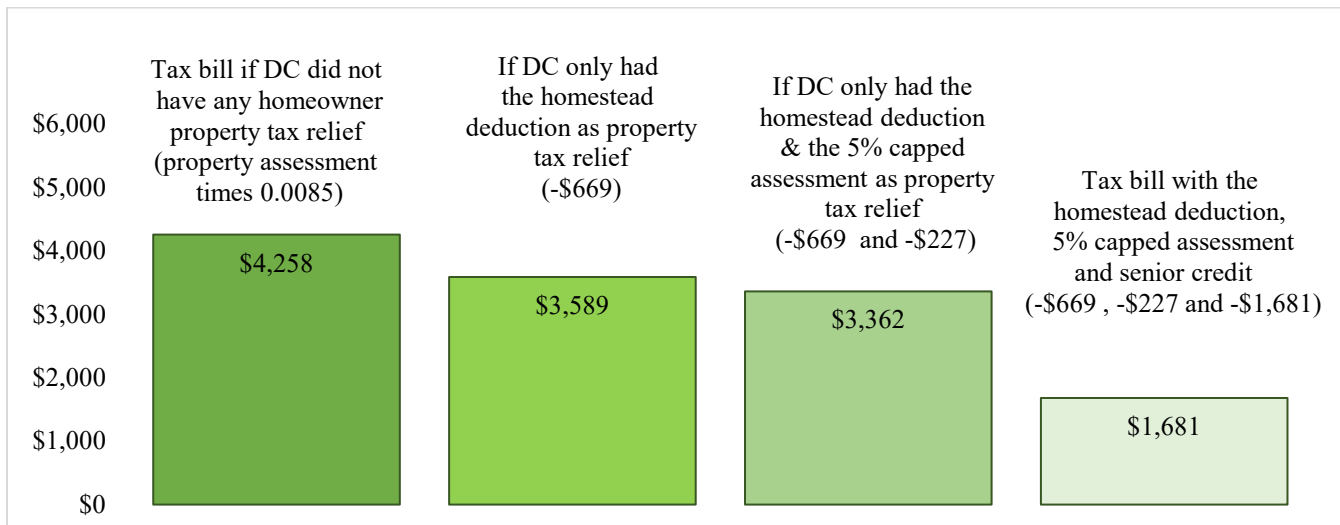 Tax bill if DC did not
have any homeowner
property tax relief
(property assessment
times 0.0085)
If DC only had
the homestead
deduction as property
tax relief
(-$669)
If DC only had the
homestead deduction
& the 5% capped
assessment as property
tax relief
(-$669 and -$227)
Tax bill with the
homestead deduction,
5% capped assessment
and senior credit
(-$669 , -$227 and -$1,681)
$6,000
$5,000
$4,000
$3,000
$2,000
$1,000
$0
$4,258
$3,589
$3,362
$1,681